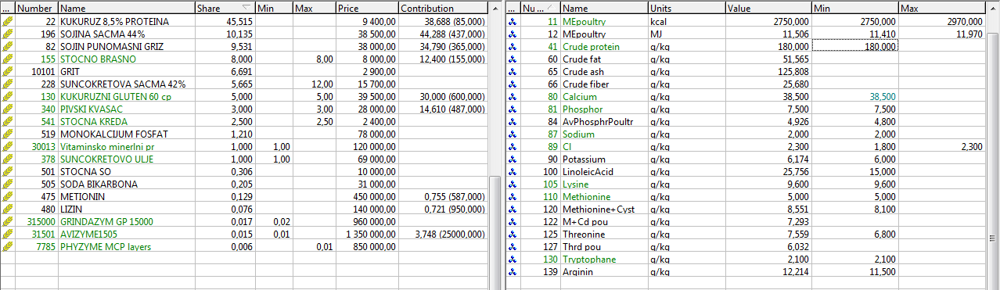 ... Number Name Share Min Max Price Contribution
22 KUKURUZ 8,5% PROTEINA 45,515 9 400,00 38,688 (85,000)
196 SOJINA SACMA 44% 10,135 38 500,00 44,288 (437,000)
82 SOJIN PUNOMASNI GRIZ 9,531 38 000,00 34,790 (365,000)
155 STOCNO BRASNO 8,000 8,00 8 000,00 12,400 (155,000)
10101 GRIT 6,691 2 900,00
228 SUNCOKRETOVA SACMA 42% 5,665 12,00 15 700,00
130 KUKURUZNI GLUTEN 60 cp 5,000 5,00 39 500,00 30,000 (600,000)
340 PIVSKI KVASAC 3,000 3,00 28 000,00 14,610 (487,000)
541 STOCNA KREDA 2,500 2,50 2 400,00
519 MONOKALCIJUM FOSFAT 1,210 78 000,00
30013 Vitaminsko minerlni pr 1,000 1,00 120 000,00
378 SUNCOKRETOVO ULJE 1,000 1,00 69 000,00
501 STOCNA SO 0,306 10 000,00
505 SODA BIKARBONA 0,205 31 000,00
475 METIONIN 0,129 450 000,00 0,755 (587,000)
480 LIZIN 0,076 140 000,00 0,721 (950,000)
315000 GRINDAZYM GP 15000 0,017 0,02 960 000,00
31501 AVIZYME1505 0,015 0,01 1 350 000,00 3,748 (25000,000)
7785 PHYZYME MCP layers 0,006 0,01 850 000,00
... Nu ... Name Units Value Min Max
11 MEpoultry kcal 2750,000 2750,000 2970,000
12 MEpoultry MJ 11,506 11,410 11,970
41 Crude protein g/kg 180,000 180,000
60 Crude fat g/kg 51,565
65 Crude ash g/kg 125,808
66 Crude fiber g/kg 25,680
80 Calcium g/kg 38,500 38,500
81 Phosphor g/kg 7,500 7,500
84 AvPhosphrPoultr g/kg 4,926 4,800
87 Sodium g/kg 2,000 2,000
89 Cl g/kg 2,300 1,800 2,300
90 Potassium g/kg 6,174 6,000
100 LinoleicAcid g/kg 25,756 15,000
105 Lysine g/kg 9,600 9,600
110 Methionine g/kg 5,000 5,000
120 Methionine+Cyst g/kg 8,551 8,100
122 M+Cd pou g/kg 7,293
125 Threonine g/kg 7,559 6,800
127 Thrd pou g/kg 6,032
130 Tryptophane g/kg 2,100 2,100
139 Arginin g/kg 12,214 11,500